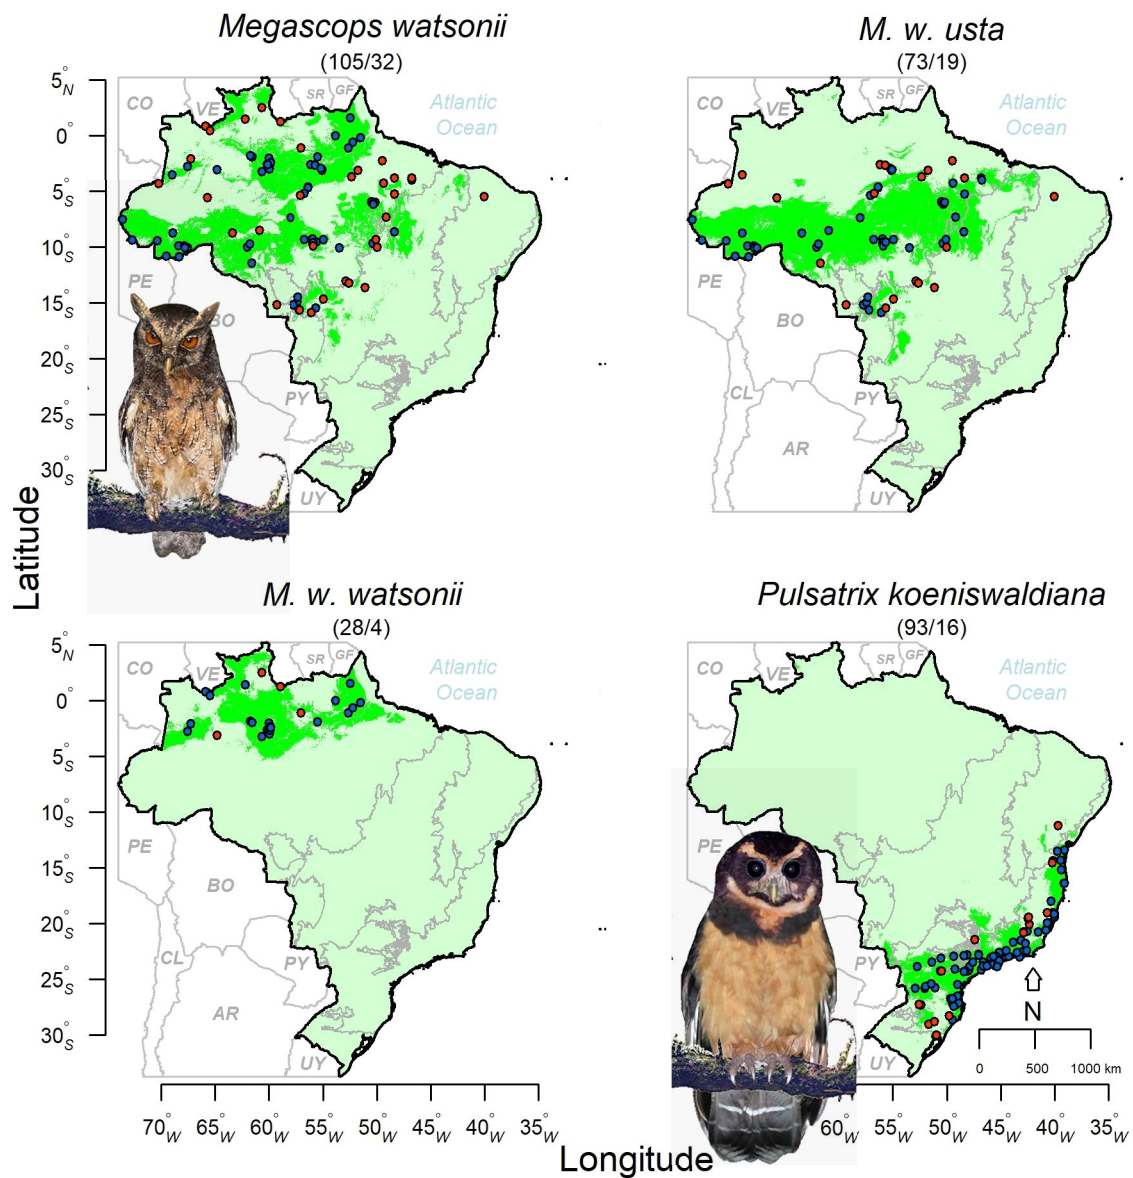 Megascops watsonii
(105/32)
M. w. usta
(73/19)
5°N
0°
5°S
10°S
15°S
20°S
25°S
30°S
CO
VE
SR
GF
Atlantic
Ocean
PE
BO
PY
UY
CO
VE
SR
GF
Atlantic
Ocean
PE
BO
CL
PY
AR
UY
Latitude
M. w. watsonii
(28/4)
Pulsatrix koeniswaldiana
(93/16)
5°N
0°
5°S
10°S
15°S
20°S
25°S
30°S
CO
VE
SR
GF
Atlantic
Ocean
PE
BO
CL
PY
AR
UY
CO
VE
SR
GF
Atlantic
Ocean
PE
PY
UY
N
0 500 1000 km
70°W 65°W 60°W 55°W 50°W 45°W 40°W 35°W
60°W 55°W 50°W 45°W 40°W 35°W
Longitude